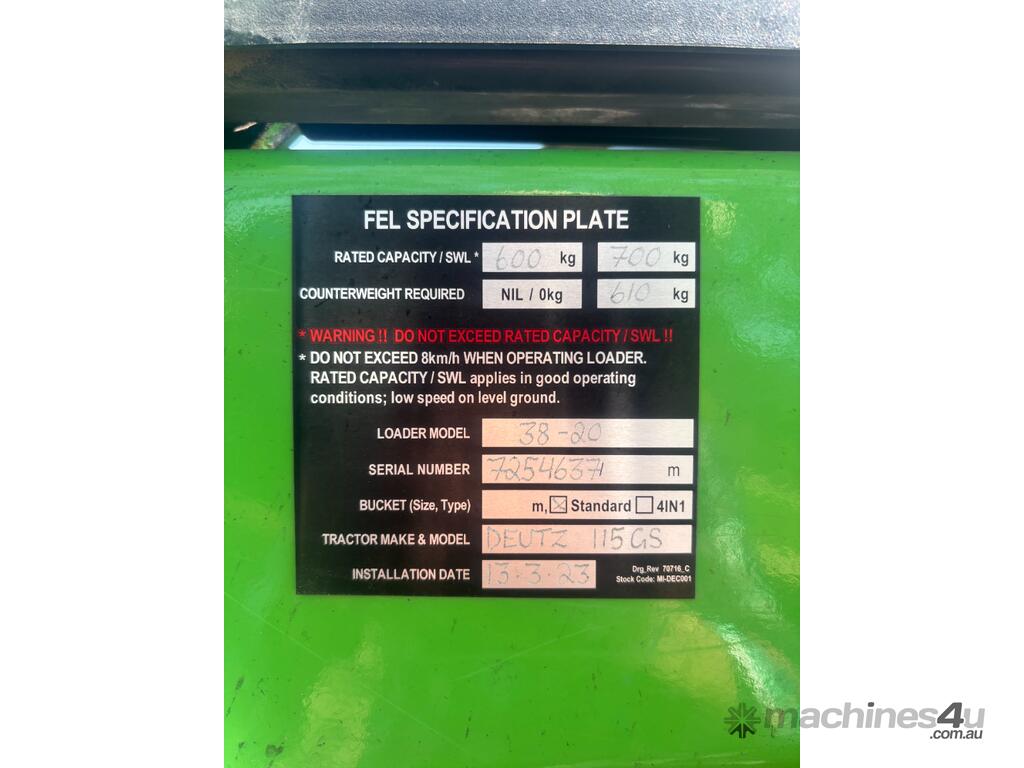 FEL SPECIFICATION PLATE
RATED CAPACITY / SWL * 600 kg 700 kg
COUNTERWEIGHT REQUIRED NIL / 0kg 610 kg
* WARNING !! DO NOT EXCEED RATED CAPACITY / SWL !!
* DO NOT EXCEED 8km/h WHEN OPERATING LOADER.
RATED CAPACITY / SWL applies in good operating
conditions; low speed on level ground.
LOADER MODEL 38-20
SERIAL NUMBER 7254637 m
BUCKET (Size, Type) m, ☒ Standard ☐ 4IN1
TRACTOR MAKE & MODEL DEUTZ 115GS
INSTALLATION DATE 13.3.23
Drg_Rev 70716_C
Stock Code: MI-DEC001
machines4u
.com.au